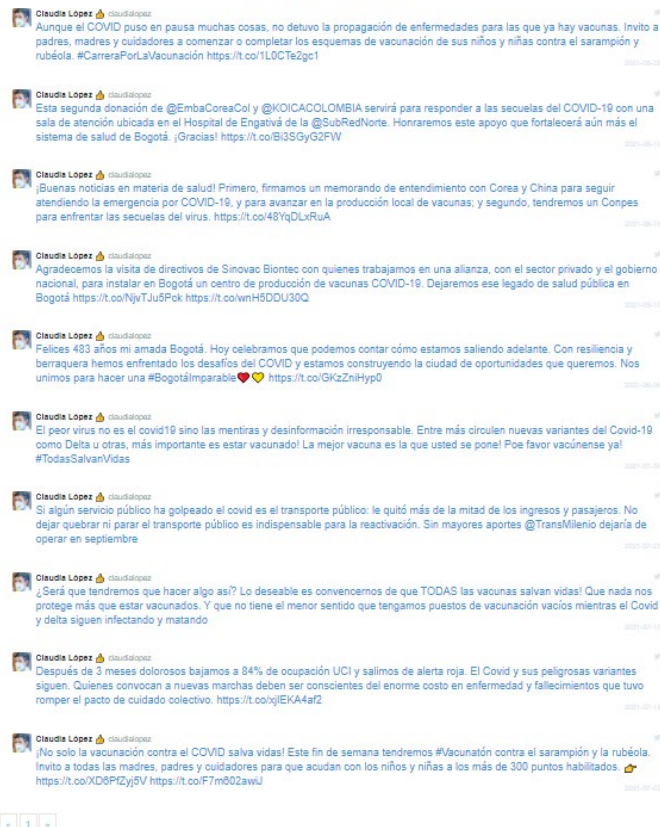 Claudia López claudialopez
Aunque el COVID puso en pausa muchas cosas, no detuvo la propagación de enfermedades para las que ya hay vacunas. Invito a
padres, madres y cuidadores a comenzar o completar los esquemas de vacunación de sus niños y niñas contra el sarampión y
rubéola. #CarreraPorLaVacunación https://t.co/1L0CTe2gc1
Claudia López claudialopez
Esta segunda donación de @EmbaCoreaCol y @KOICACOLOMBIA servirá para responder a las secuelas del COVID-19 con una
sala de atención ubicada en el Hospital de Engativá de la @SubRedNorte. Honraremos este apoyo que fortalecerá aún más el
sistema de salud de Bogotá. ¡Gracias! https://t.co/Bi3SGyG2FW
Claudia López claudialopez
¡Buenas noticias en materia de salud! Primero, firmamos un memorando de entendimiento con Corea y China para seguir
atendiendo la emergencia por COVID-19, y para avanzar en la producción local de vacunas; y segundo, tendremos un Conpes
para enfrentar las secuelas del virus. https://t.co/48YqDLxRuA
Claudia López claudialopez
Agradecemos la visita de directivos de Sinovac Biontec con quienes trabajamos en una alianza, con el sector privado y el gobierno
nacional, para instalar en Bogotá un centro de producción de vacunas COVID-19. Dejaremos ese legado de salud pública en
Bogotá https://t.co/NjvTJu5Pck https://t.co/wnH5DDU30Q
Claudia López claudialopez
Felices 483 años mi amada Bogotá. Hoy celebramos que podemos contar cómo estamos saliendo adelante. Con resiliencia y
berraquera hemos enfrentado los desafíos del COVID y estamos construyendo la ciudad de oportunidades que queremos. Nos
unimos para hacer una #BogotáImparable https://t.co/GKzZniHyp0
Claudia López claudialopez
El peor virus no es el covid19 sino las mentiras y desinformación irresponsable. Entre más circulen nuevas variantes del Covid-19
como Delta u otras, más importante es estar vacunado! La mejor vacuna es la que usted se pone! Poe favor vacúnense ya!
#TodasSalvanVidas
Claudia López claudialopez
Si algún servicio público ha golpeado el covid es el transporte público: le quitó más de la mitad de los ingresos y pasajeros. No
dejar quebrar ni parar el transporte público es indispensable para la reactivación. Sin mayores aportes @TransMilenio dejaría de
operar en septiembre
Claudia López claudialopez
¿Será que tendremos que hacer algo así? Lo deseable es convencernos de que TODAS las vacunas salvan vidas! Que nada nos
protege más que estar vacunados. Y que no tiene el menor sentido que tengamos puestos de vacunación vacíos mientras el Covid
y delta siguen infectando y matando
Claudia López claudialopez
Después de 3 meses dolorosos bajamos a 84% de ocupación UCI y salimos de alerta roja. El Covid y sus peligrosas variantes
siguen. Quienes convocan a nuevas marchas deben ser conscientes del enorme costo en enfermedad y fallecimientos que tuvo
romper el pacto de cuidado colectivo. https://t.co/xjIEKA4af2
Claudia López claudialopez
¡No solo la vacunación contra el COVID salva vidas! Este fin de semana tendremos #Vacunatón contra el sarampión y la rubéola.
Invito a todas las madres, padres y cuidadores para que acudan con los niños y niñas a los más de 300 puntos habilitados.
https://t.co/XD6PfZyj5V https://t.co/F7m602awiJ
« 1 »